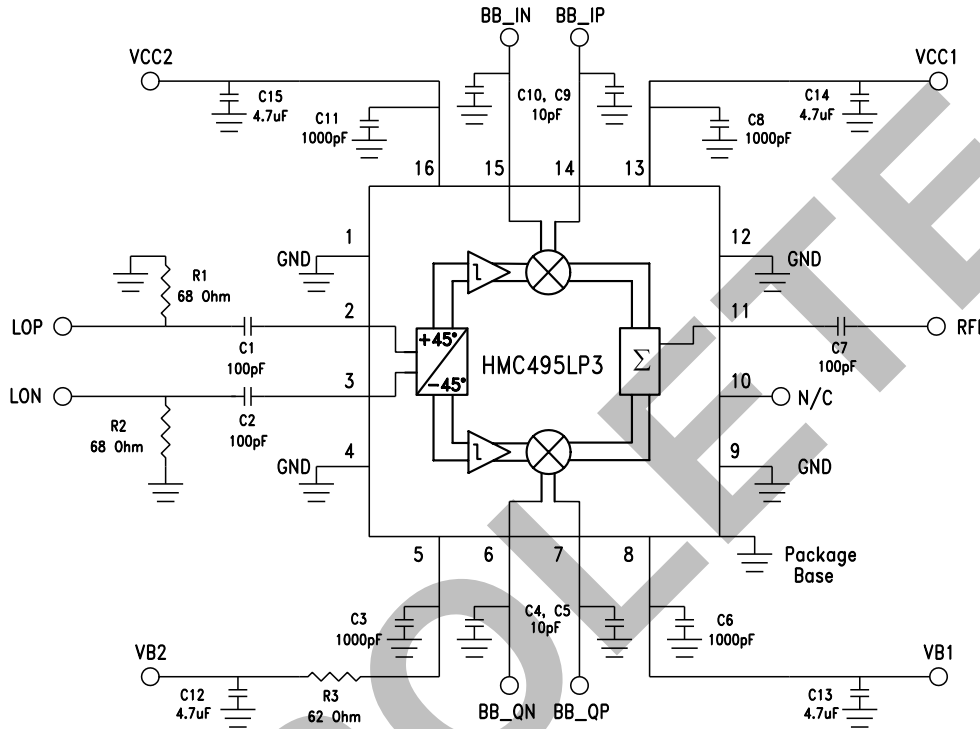 BB_IN BB_IP
VCC2
VCC1
C15
4.7uF
C11
1000pF
C10, C9
10pF
C8
1000pF
C14
4.7uF
16 15 14 13
1
GND
12
GND
R1
68 Ohm
LOP
2
C1
100pF
11
C7
100pF
+45°
-45°
HMC495LP3
Σ
LON
3
C2
100pF
10
N/C
R2
68 Ohm
4
GND
9
GND
5 6 7 8
Package
Base
C3
1000pF
C4, C5
10pF
C6
1000pF
VB2
VB1
C12
4.7uF
R3
62 Ohm
BB_QN BB_QP
C13
4.7uF